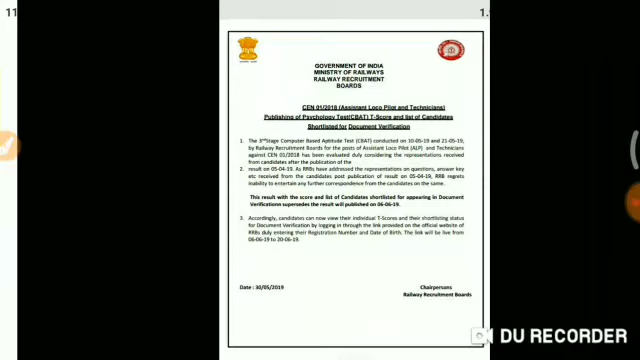 11
1.
GOVERNMENT OF INDIA
MINISTRY OF RAILWAYS
RAILWAY RECRUITMENT
BOARDS
CEN 01/2018 (Assistant Loco Pilot and Technicians)
Publishing of Psychology Test(CBAT) T-Score and list of Candidates
Shortlisted for Document Verification
1. The 3rd Stage Computer Based Aptitude Test (CBAT) conducted on 10-05-19 and 21-05-19,
by Railway Recruitment Boards for the posts of Assistant Loco Pilot (ALP) and Technicians
against CEN 01/2018 has been evaluated duly considering the representations received
from candidates after the publication of the
2. result on 05-04-19. As RRBs have addressed the representations on questions, answer key
etc received from the candidates post publication of result on 05-04-19, RRB regrets
inability to entertain any further correspondence from the candidates on the same.
This result with the score and list of Candidates shortlisted for appearing in Document
Verifications supersedes the result will published on 06-06-19.
3. Accordingly, candidates can now view their individual T-Scores and their shortlisting status
for Document Verification by logging in through the link provided on the official website of
RRBs duly entering their Registration Number and Date of Birth. The link will be live from
06-06-19 to 20-06-19.
Date : 30/05/2019
Chairpersons
Railway Recruitment Boards
DU RECORDER